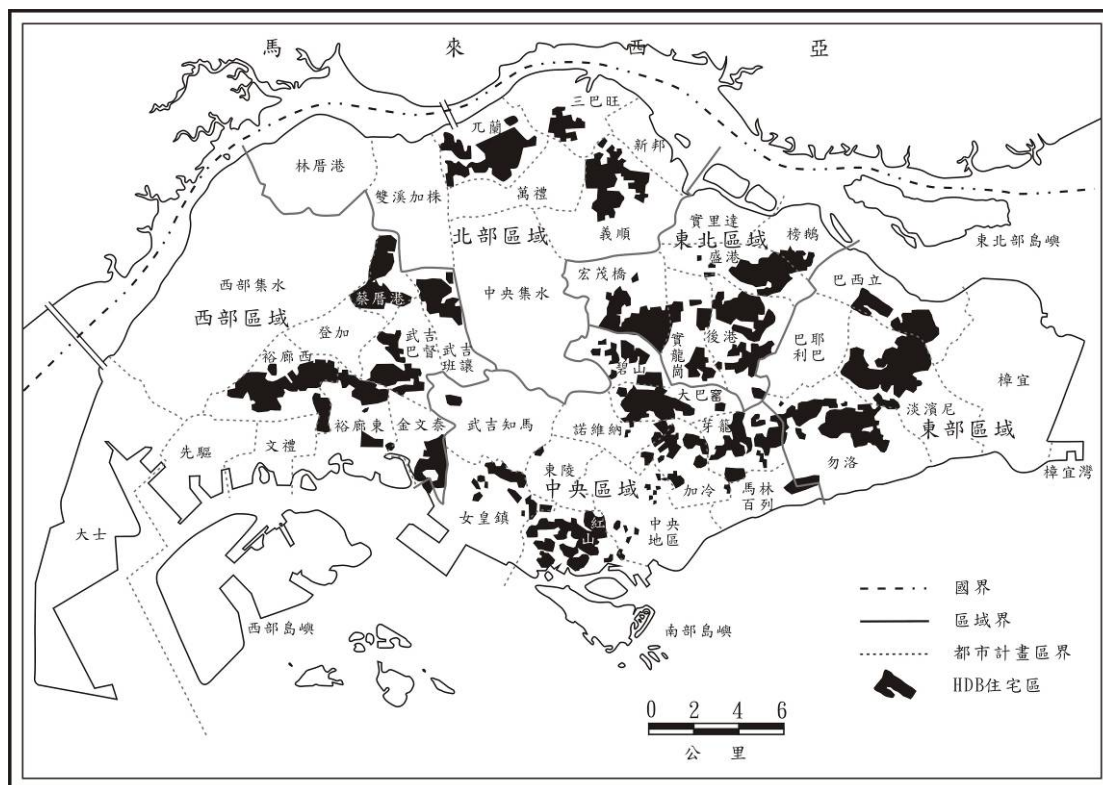 馬來西亞
三巴旺
兀蘭
新邦
林厝港
雙溪加株
萬禮
義順
北部區域
實里達
東北區域
榜鵝
盛港
東北部島嶼
宏茂橋
巴西立
西部集水
中央集水
蔡厝港
西部區域
登加
武吉
巴督
武吉
班讓
後港
實龍崗
巴耶
利巴
裕廊西
碧山
樟宜
大巴窰
淡濱尼
東部區域
先驅
文禮
裕廊東
金文泰
武吉知馬
諾維納
芽籠
勿洛
樟宜灣
東陵
中央區域
加冷
馬林
百列
女皇鎮
紅山
中央
地區
大士
西部島嶼
南部島嶼
國界
區域界
都市計畫區界
HDB住宅區
0 2 4 6
公里